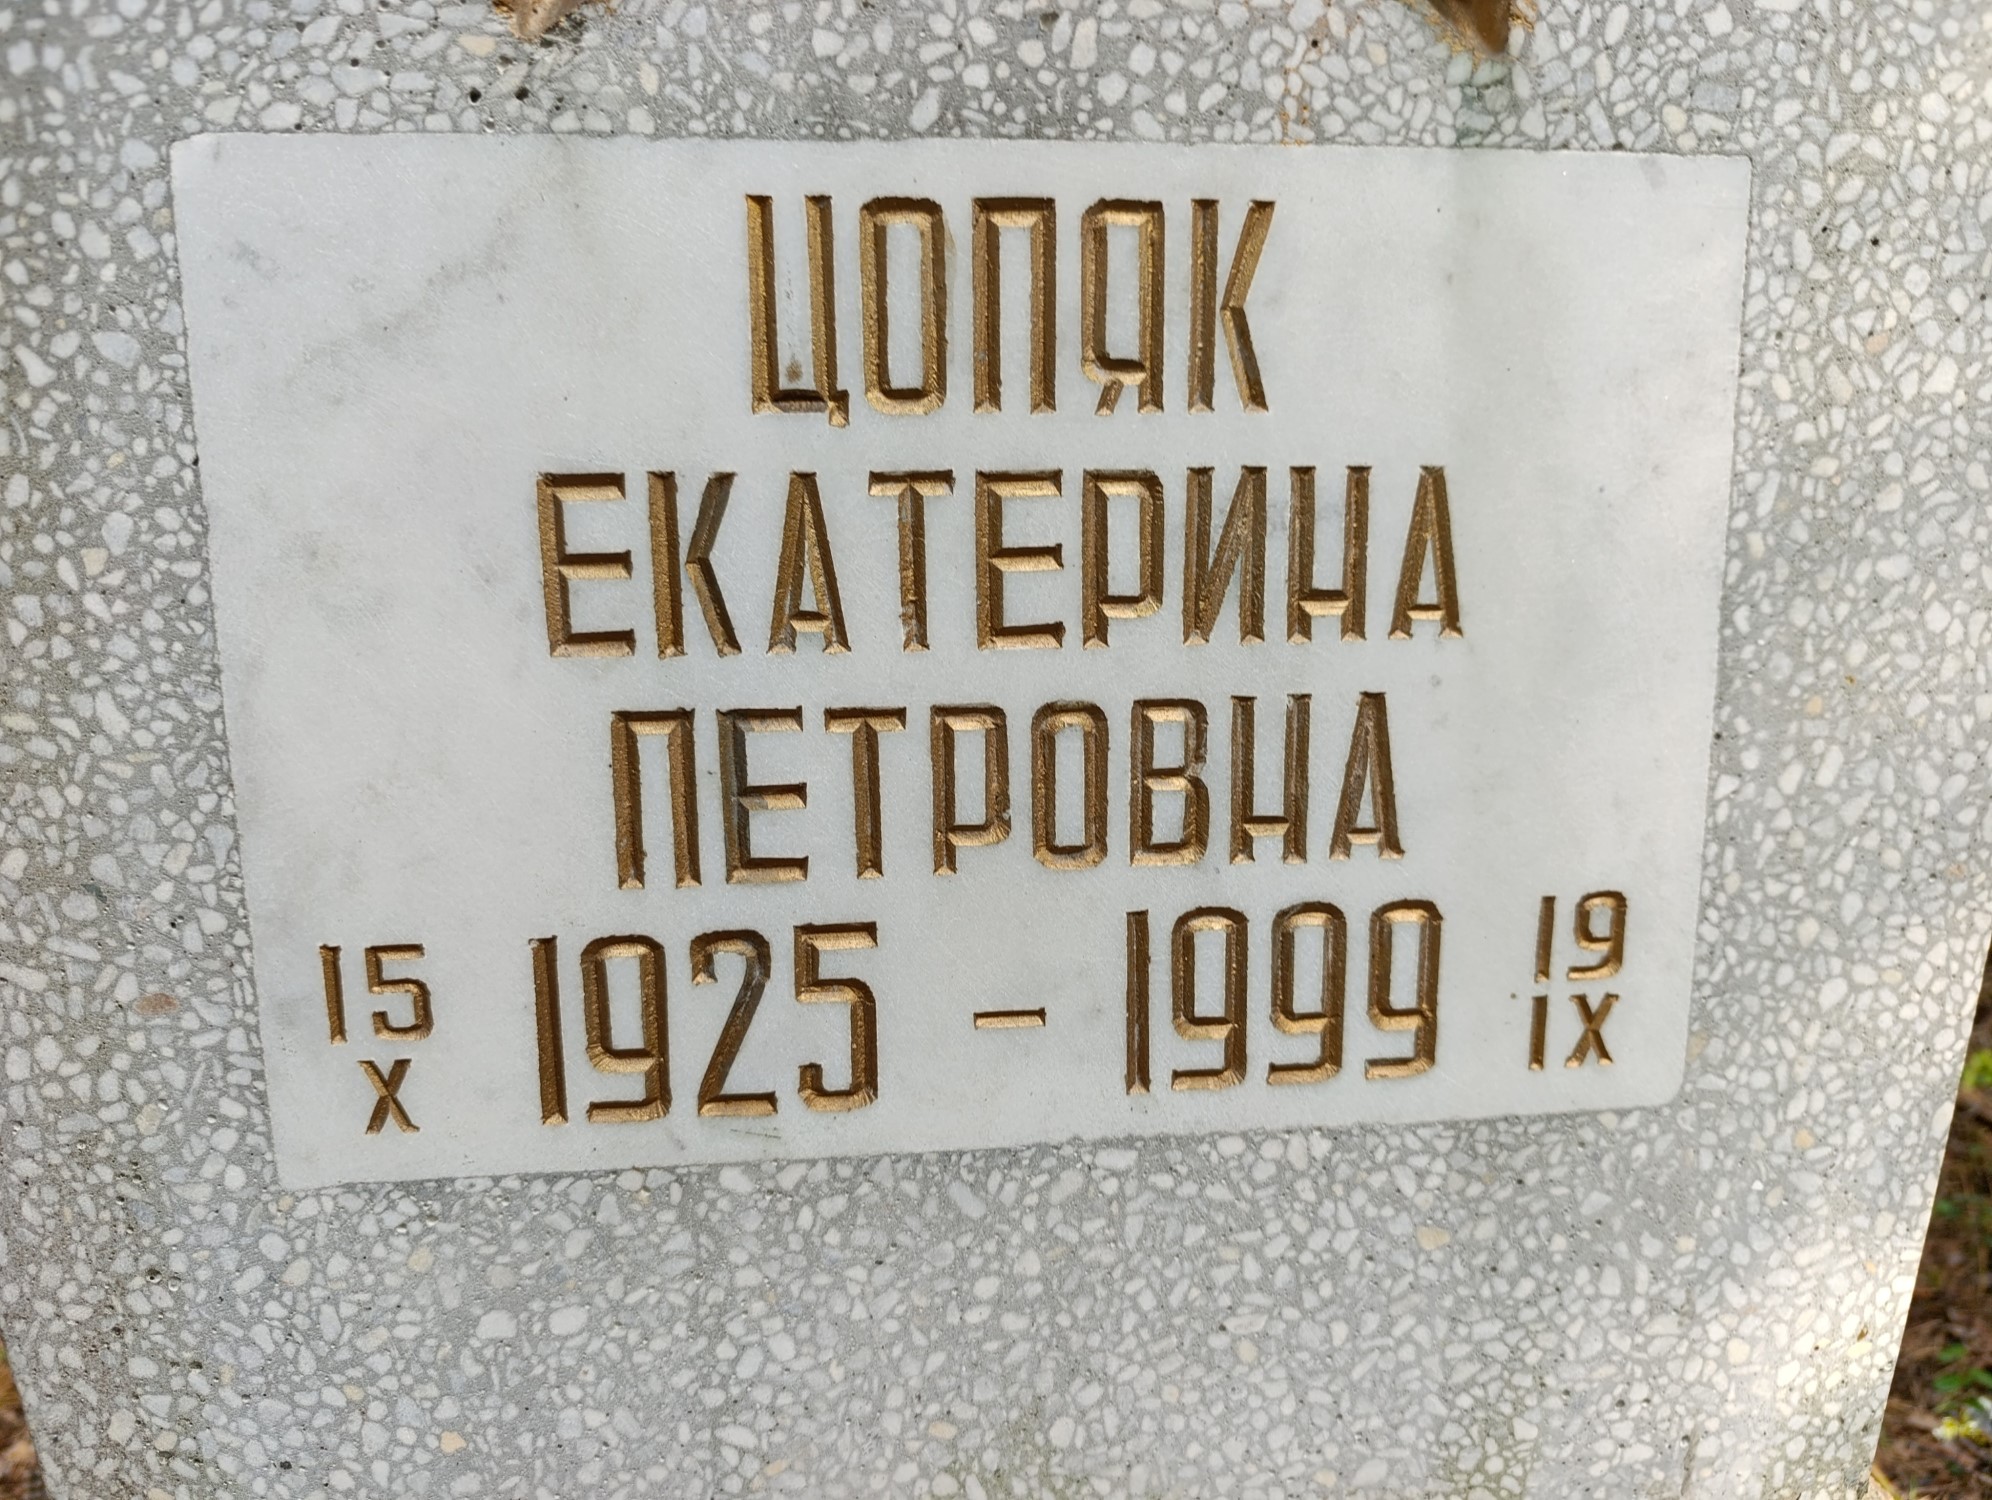 ЦОПЯК
ЕКАТЕРИНА
ПЕТРОВНА
15 X 1925 - 1999 19 IX